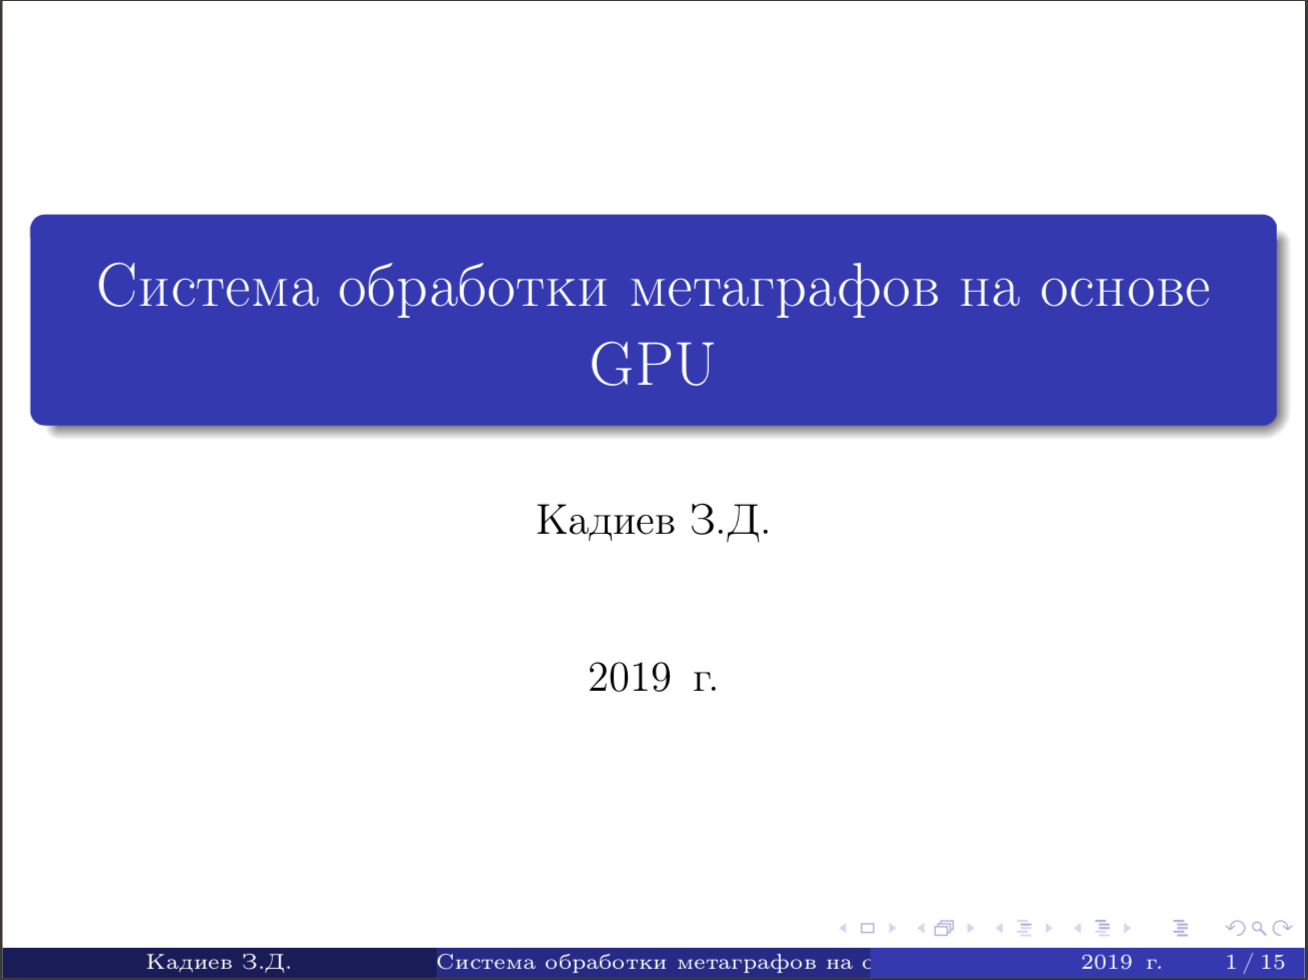 Система обработки метаграфов на основе
GPU
Кадиев З.Д.
2019 г.
Кадиев З.Д. Система обработки метаграфов на с 2019 г. 1 / 15